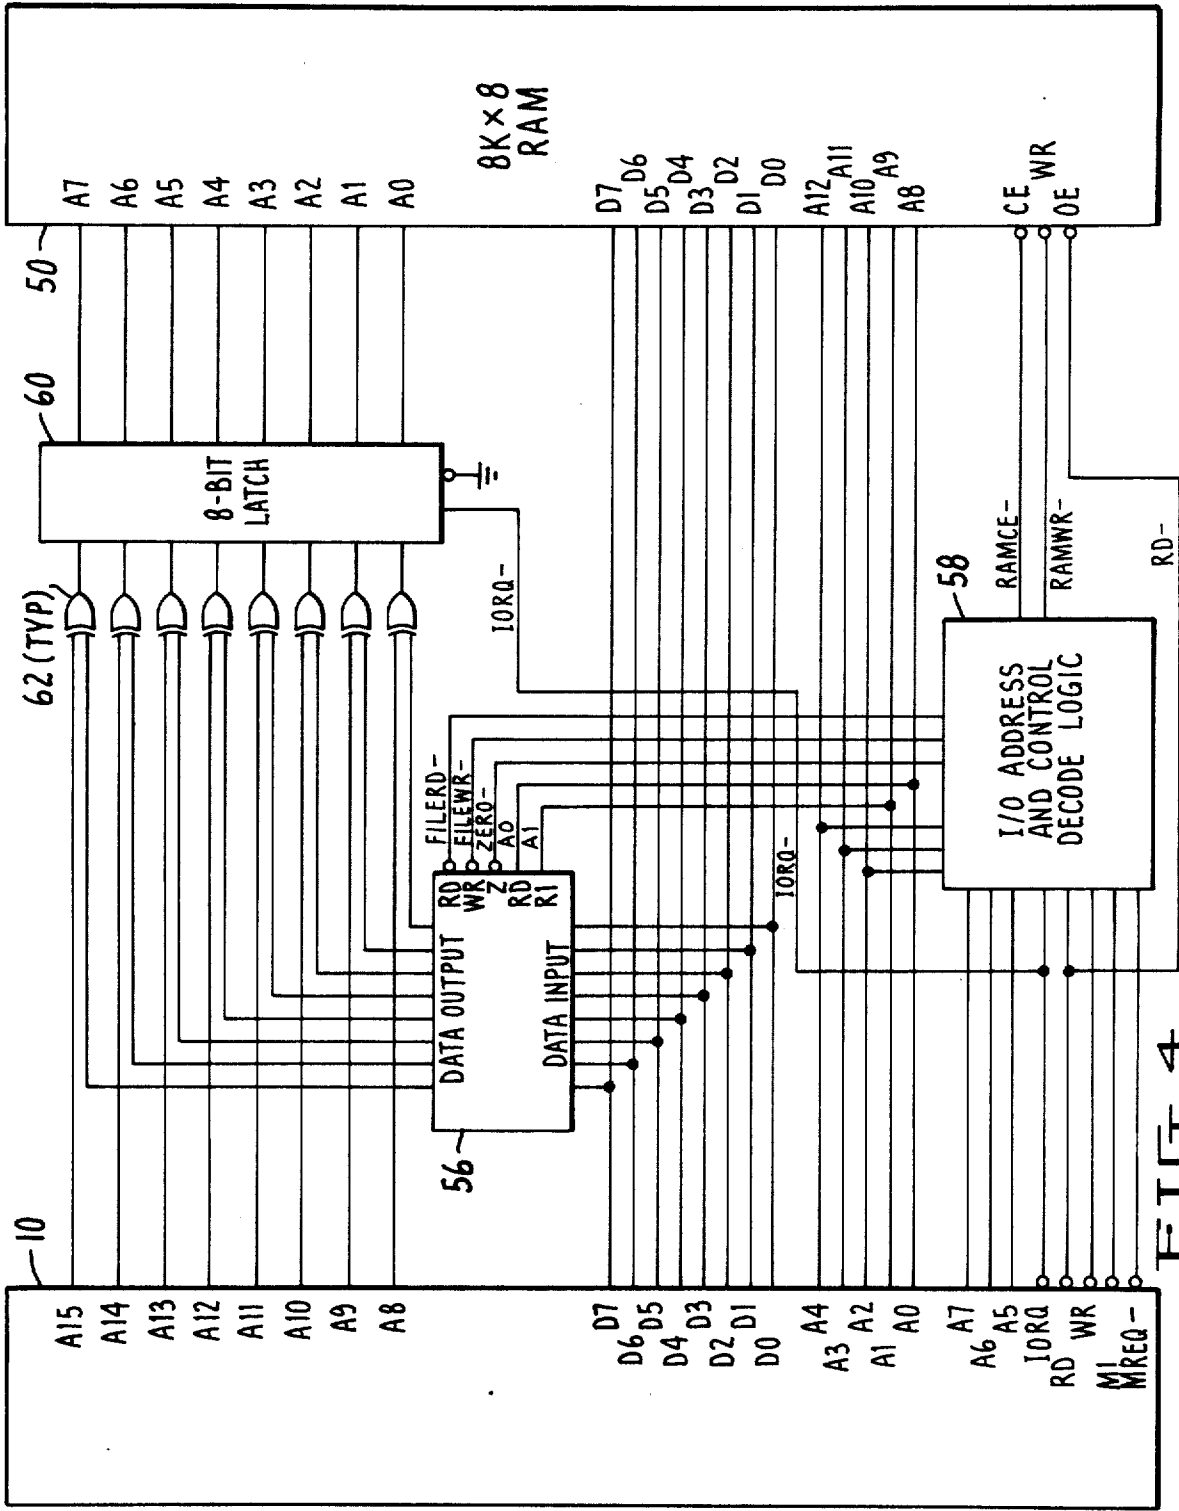 10
A15
A14
A13
A12
A11
A10
A9
A8
D7
D6
D5
D4
D3
D2
D1
D0
A4
A3
A2
A1
A0
A7
A6
A5
IORQ
RD
WR
M1
MREQ-
62 (TYP)
60
8-BIT
LATCH
IORQ-
56
DATA OUTPUT
DATA INPUT
RD
WR
Z
RD
R1
FILERD-
FILEWR-
ZERO-
A0
A1
IORQ-
58
I/O ADDRESS
AND CONTROL
DECODE LOGIC
RAMCE-
RAMWR-
RD-
50
8K×8
RAM
A7
A6
A5
A4
A3
A2
A1
A0
D7
D6
D5
D4
D3
D2
D1
D0
A12
A11
A10
A9
A8
CE
WR
OE